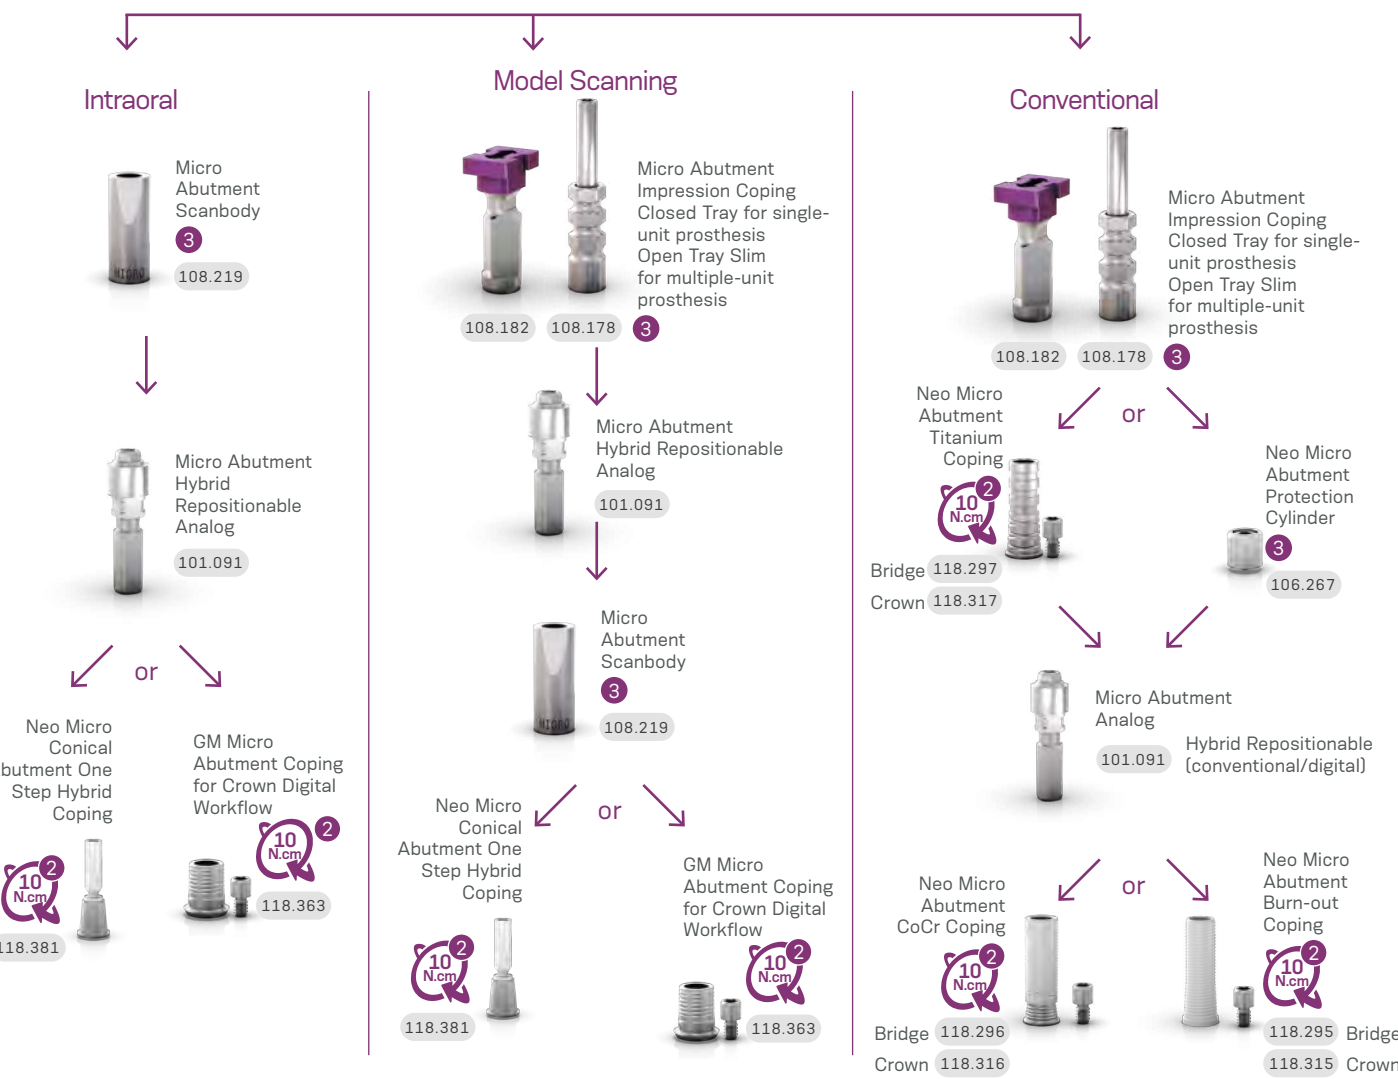 Intraoral
Micro
Abutment
Scanbody
3
108.219
MICRO
Micro Abutment
Hybrid
Repositionable
Analog
101.091
or
Neo Micro
Conical
butment One
Step Hybrid
Coping
2
10
N.cm
118.381
GM Micro
Abutment Coping
for Crown Digital
Workflow
2
10
N.cm
118.363
Model Scanning
Micro Abutment
Impression Coping
Closed Tray for single-
unit prosthesis
Open Tray Slim
for multiple-unit
prosthesis
108.182 108.178 3
Micro Abutment
Hybrid Repositionable
Analog
101.091
Micro
Abutment
Scanbody
3
108.219
MICRO
or
Neo Micro
Conical
Abutment One
Step Hybrid
Coping
2
10
N.cm
118.381
GM Micro
Abutment Coping
for Crown Digital
Workflow
2
10
N.cm
118.363
Conventional
Micro Abutment
Impression Coping
Closed Tray for single-
unit prosthesis
Open Tray Slim
for multiple-unit
prosthesis
108.182 108.178 3
or
Neo Micro
Abutment
Titanium
Coping
2
10
N.cm
Bridge 118.297
Crown 118.317
Neo Micro
Abutment
Protection
Cylinder
3
106.267
Micro Abutment
Analog
101.091
Hybrid Repositionable
(conventional/digital)
or
Neo Micro
Abutment
CoCr Coping
2
10
N.cm
Bridge 118.296
Crown 118.316
Neo Micro
Abutment
Burn-out
Coping
2
10
N.cm
118.295 Bridge
118.315 Crown